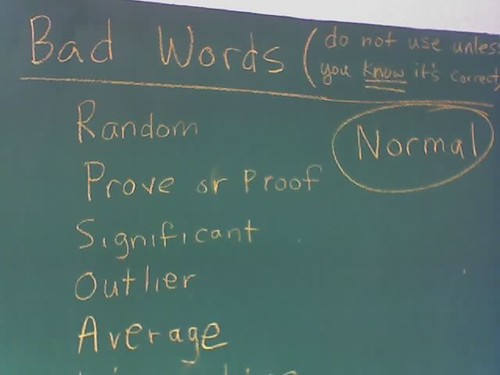 Bad Words (do not use unless
you know it's correct)
Random
Normal
Prove or Proof
Significant
Outlier
Average